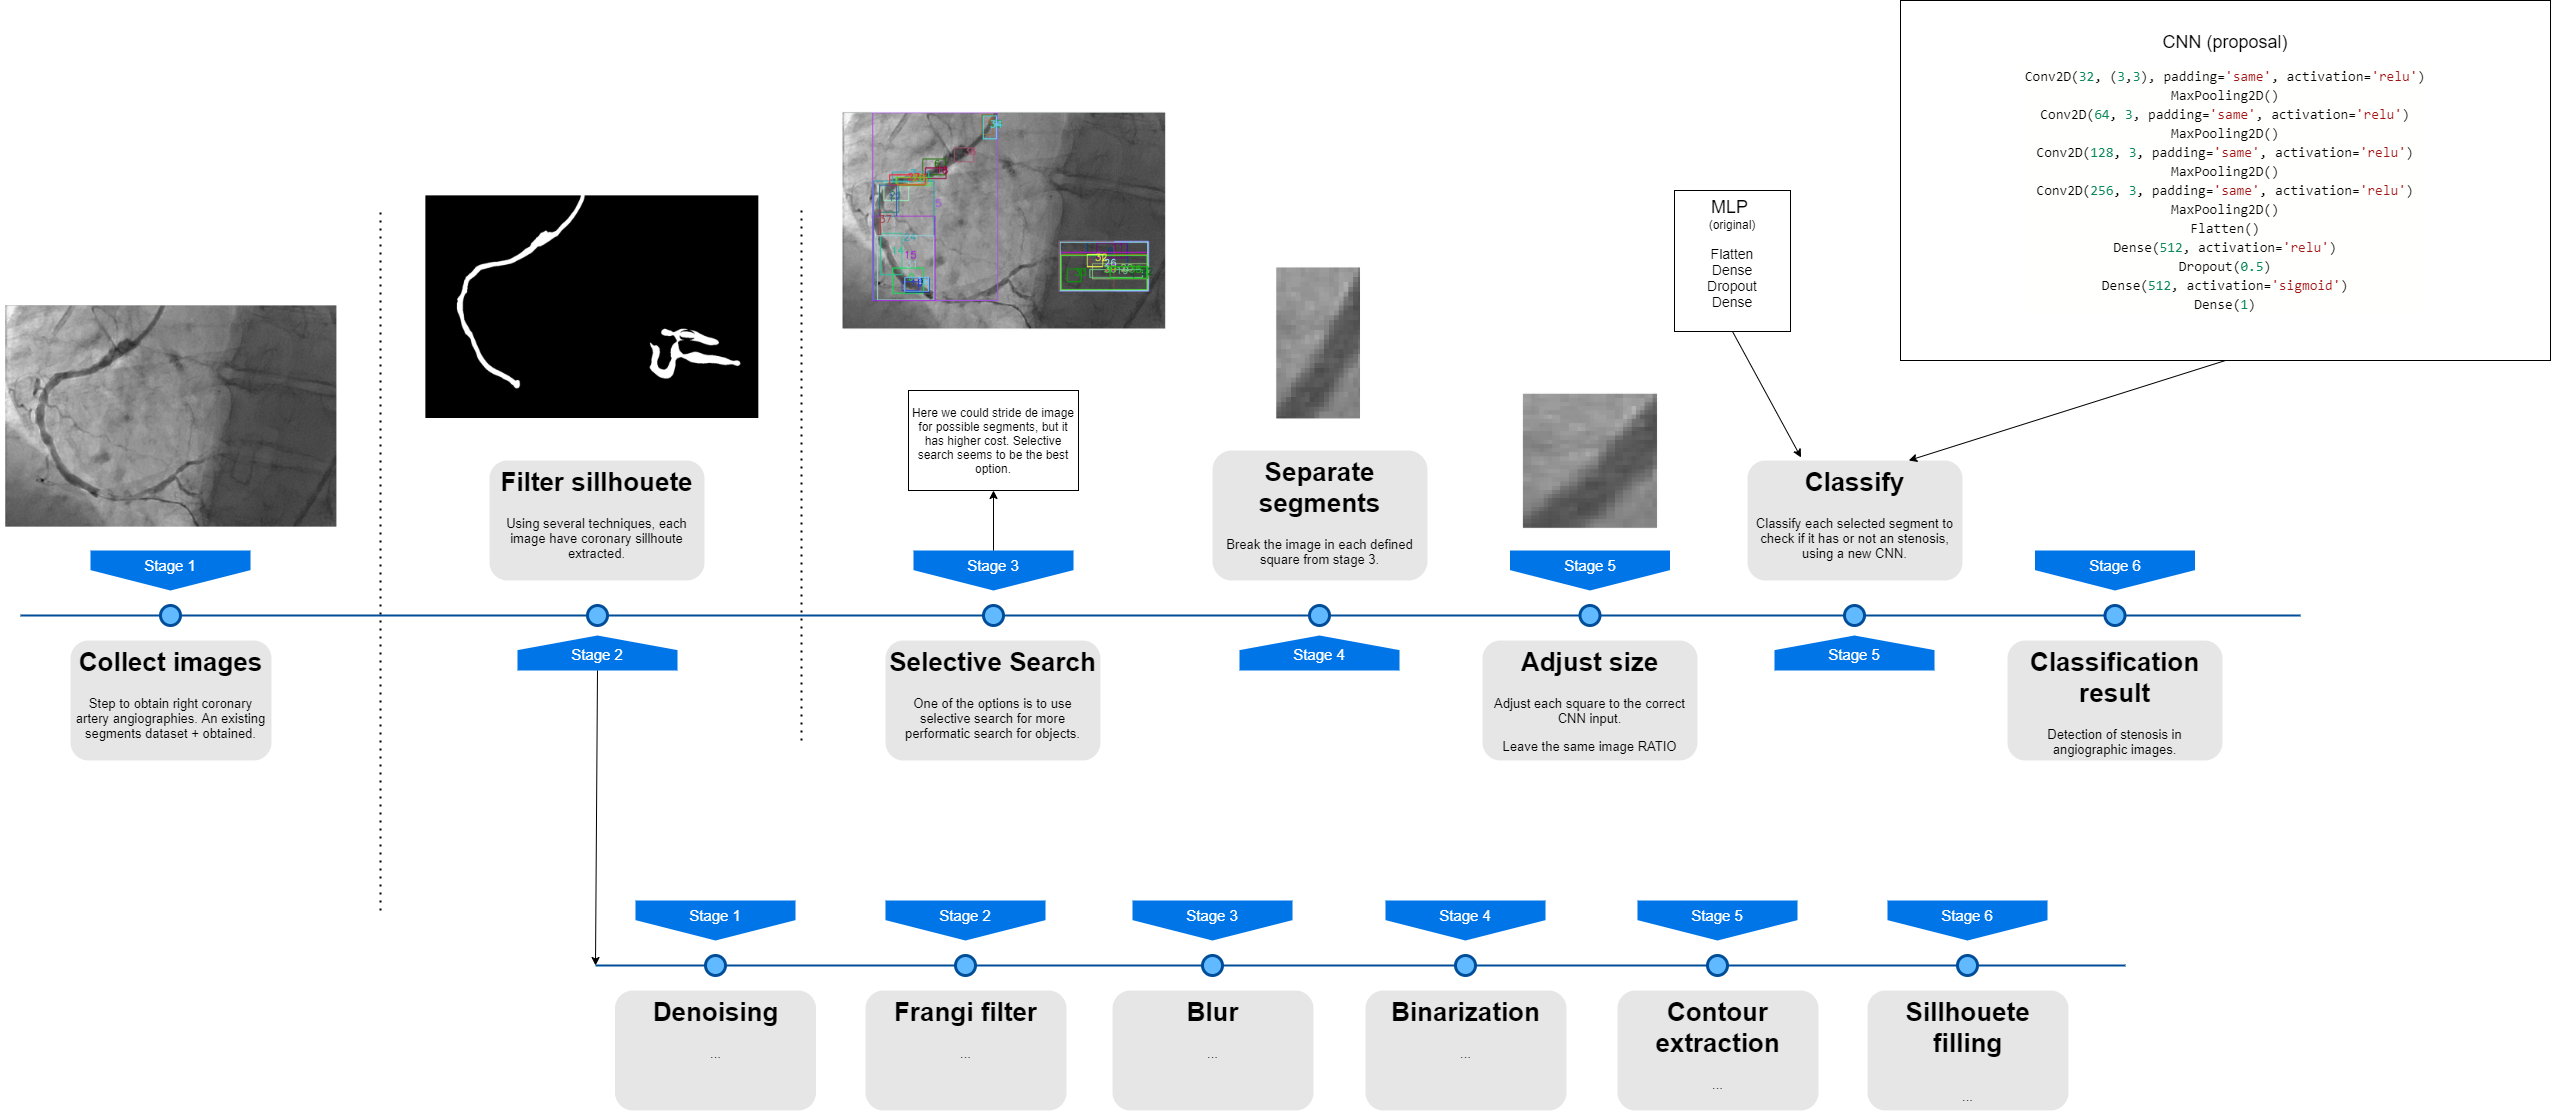 CNN (proposal)
Conv2D(32, (3,3), padding='same', activation='relu')
MaxPooling2D()
Conv2D(64, 3, padding='same', activation='relu')
MaxPooling2D()
Conv2D(128, 3, padding='same', activation='relu')
MaxPooling2D()
Conv2D(256, 3, padding='same', activation='relu')
MaxPooling2D()
Flatten()
Dense(512, activation='relu')
Dropout(0.5)
Dense(512, activation='sigmoid')
Dense(1)
MLP
(original)
Flatten
Dense
Dropout
Dense
34
5
15
26
Here we could stride de image
for possible segments, but it
has higher cost. Selective
search seems to be the best
option.
Filter sillhouete
Using several techniques, each
image have coronary sillhoute
extracted.
Separate
segments
Break the image in each defined
square from stage 3.
Classify
Classify each selected segment to
check if it has or not an stenosis,
using a new CNN.
Stage 1
Stage 3
Stage 5
Stage 6
Stage 2
Stage 4
Stage 5
Collect images
Step to obtain right coronary
artery angiographies. An existing
segments dataset + obtained.
Selective Search
One of the options is to use
selective search for more
performatic search for objects.
Adjust size
Adjust each square to the correct
CNN input.
Leave the same image RATIO
Classification
result
Detection of stenosis in
angiographic images.
Stage 1
Stage 2
Stage 3
Stage 4
Stage 5
Stage 6
Denoising
...
Frangi filter
...
Blur
...
Binarization
...
Contour
extraction
...
Sillhouete
filling
...